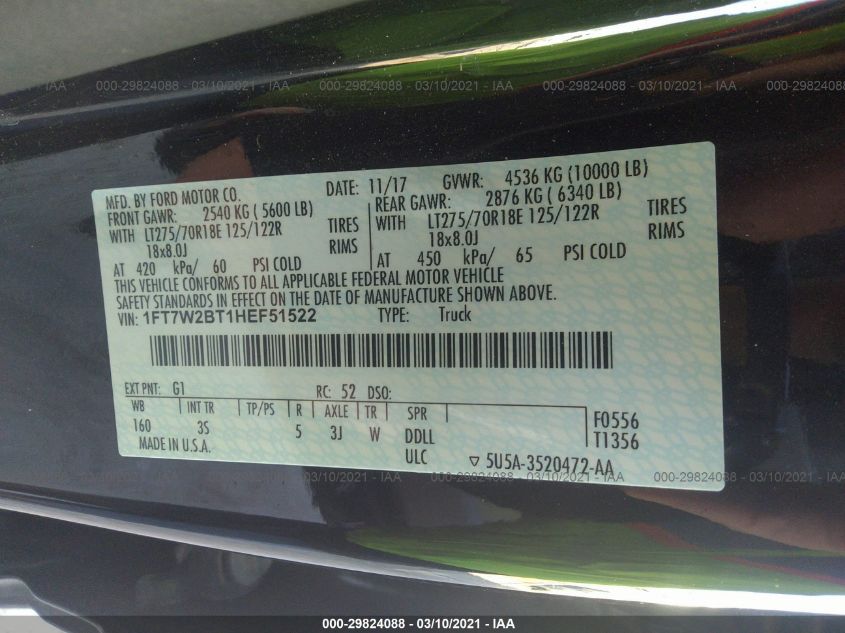 000-29824088 - 03/10/2021 - IAA
MFD. BY FORD MOTOR CO. DATE: 11/17 GVWR: 4536 KG (10000 LB)
FRONT GAWR: 2540 KG ( 5600 LB) REAR GAWR: 2876 KG ( 6340 LB)
WITH LT275/70R18E 125/122R TIRES WITH LT275/70R18E 125/122R TIRES
18x8.0J RIMS 18x8.0J RIMS
AT 420 kPa/ 60 PSI COLD AT 450 kPa/ 65 PSI COLD
THIS VEHICLE CONFORMS TO ALL APPLICABLE FEDERAL MOTOR VEHICLE
SAFETY STANDARDS IN EFFECT ON THE DATE OF MANUFACTURE SHOWN ABOVE.
VIN: 1FT7W2BT1HEF51522 TYPE: Truck
EXT PNT: G1 RC: 52 DSO:
WB INT TR TP/PS R AXLE TR SPR F0556
160 3S 5 3J W DDLL T1356
MADE IN U.S.A. ULC ▽ 5U5A-3520472-AA
000-29824088 - 03/10/2021 - IAA
000-29824088 - 03/10/2021 - IAA